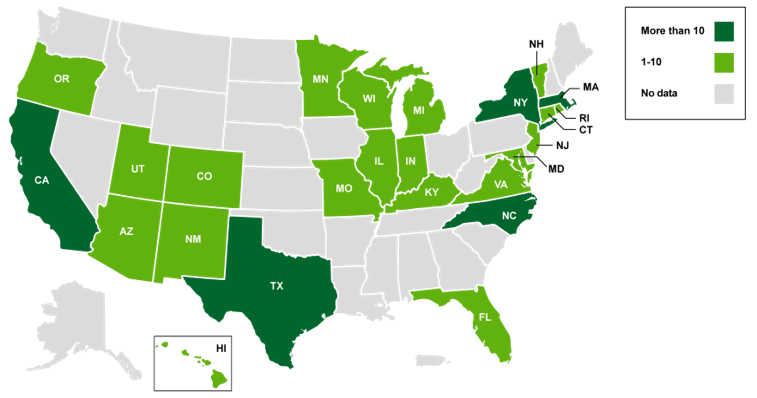 More than 10
1-10
No data
NH
OR
MN
WI
MI
NY
MA
RI
CT
NJ
MD
CA
UT
CO
MO
IL
IN
KY
VA
NC
AZ
NM
TX
FL
HI